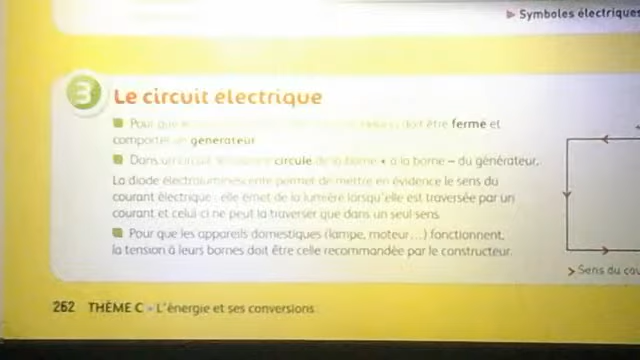 ▶ Symboles électriques
3 Le circuit électrique
Pour que doit être fermé et
comporter un générateur
Dans un circuit circule de la borne + à la borne – du générateur.
La diode électroluminescente permet de mettre en évidence le sens du
courant électrique : elle émet de la lumière lorsqu'elle est traversée par un
courant et celui-ci ne peut la traverser que dans un seul sens
Pour que les appareils domestiques (lampe, moteur...) fonctionnent,
la tension à leurs bornes doit être celle recommandée par le constructeur.
> Sens du cou
262 THÈME C • L'énergie et ses conversions